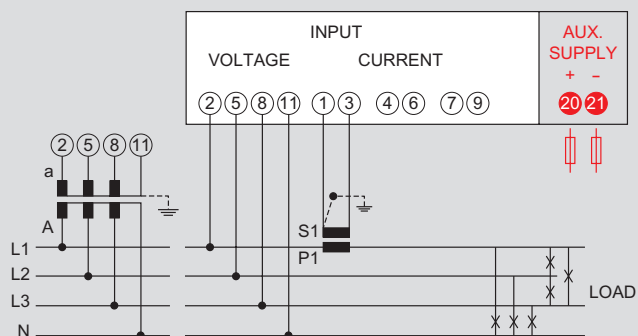 INPUT
VOLTAGE CURRENT
AUX.
SUPPLY
+ −
2 5 8 11 1 3 4 6 7 9 20 21
2 5 8 11
a
A
S1
P1
L1
L2
L3
N
LOAD